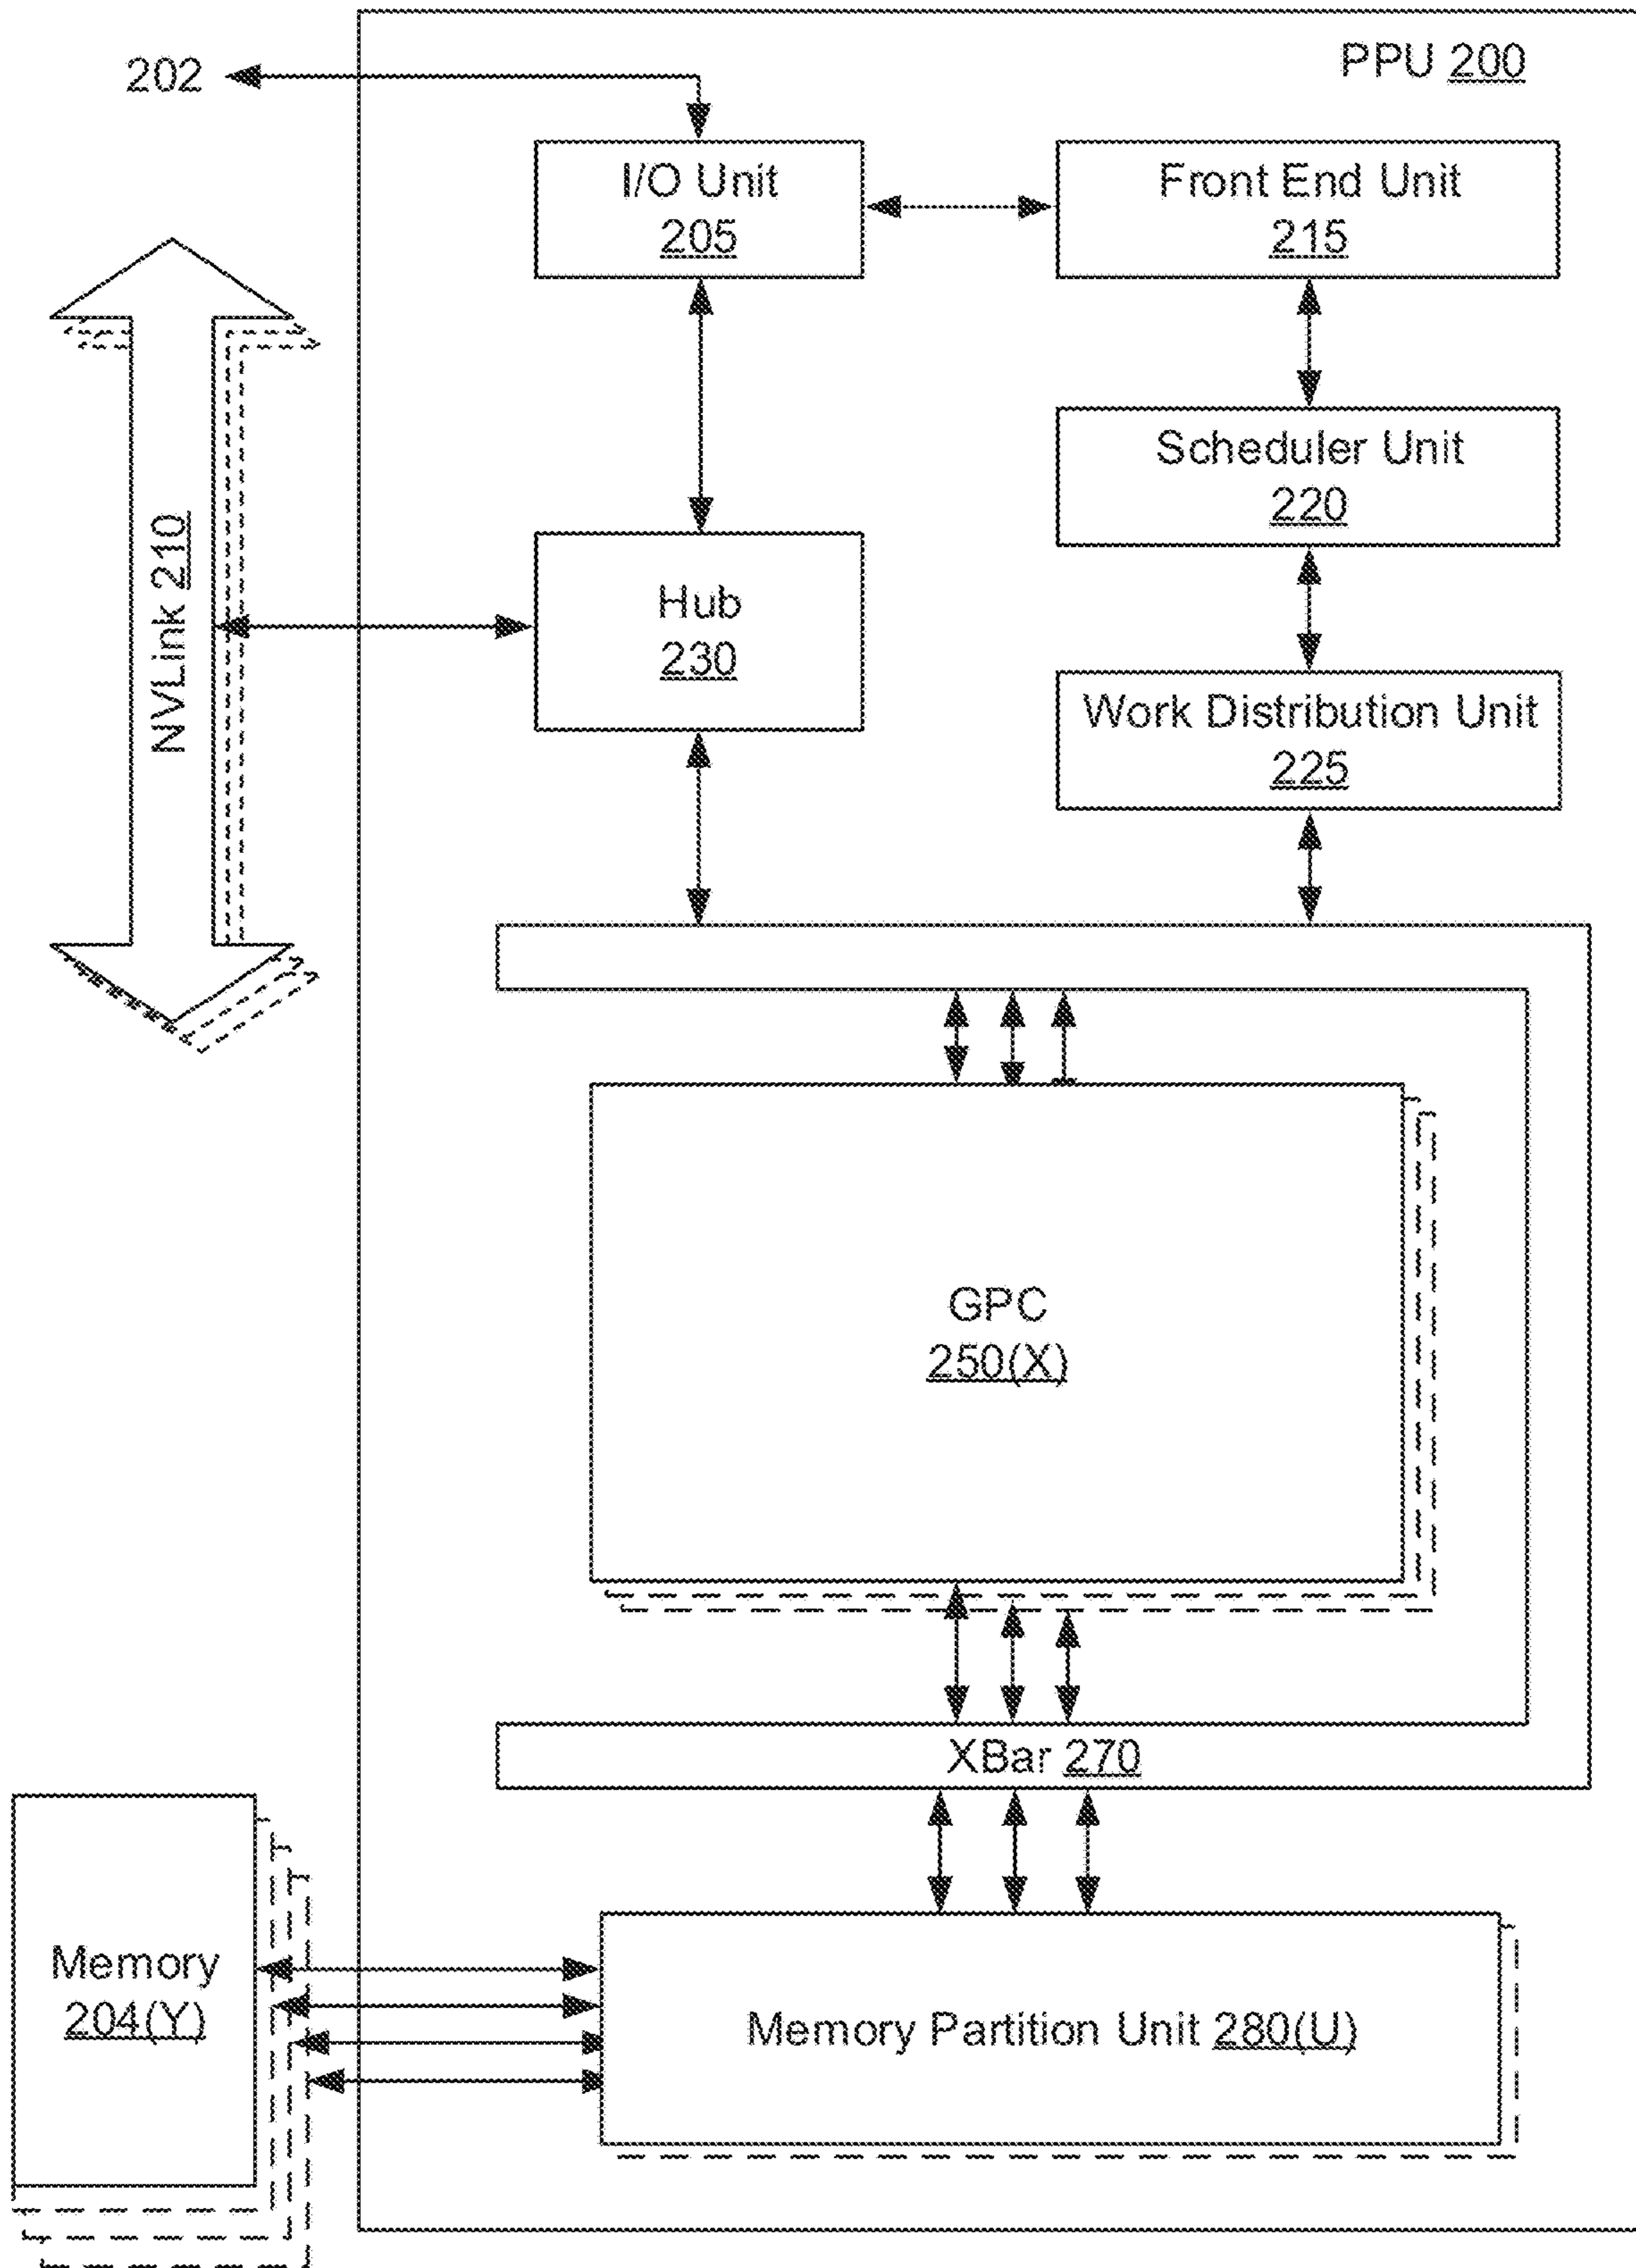 PPU 200
202
I/O Unit
205
Front End Unit
215
Scheduler Unit
220
NVLink 210
Hub
230
Work Distribution Unit
225
GPC
250(X)
XBar 270
Memory
204(Y)
Memory Partition Unit 280(U)